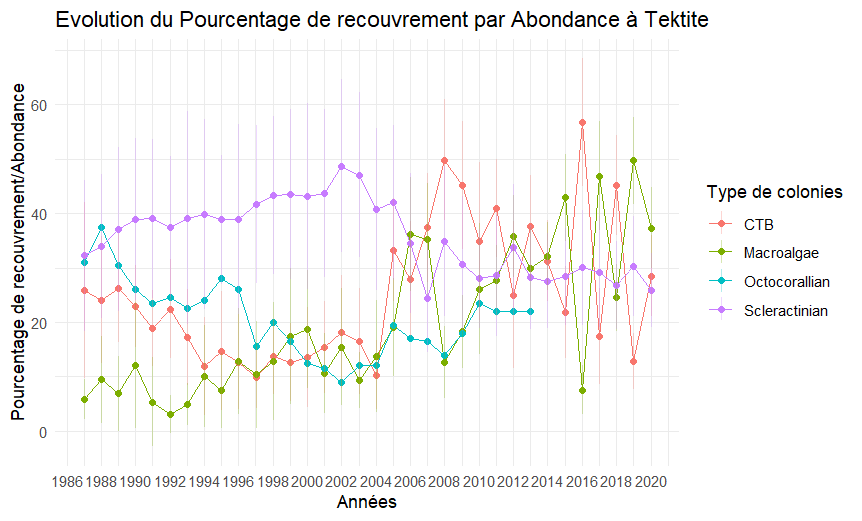 Evolution du Pourcentage de recouvrement par Abondance à Tektite
Pourcentage de recouvrement/Abondance
60
40
20
0
1986 1988 1990 1992 1994 1996 1998 2000 2002 2004 2006 2008 2010 2012 2014 2016 2018 2020
Années
Type de colonies
CTB
Macroalgae
Octocorallian
Scleractinian